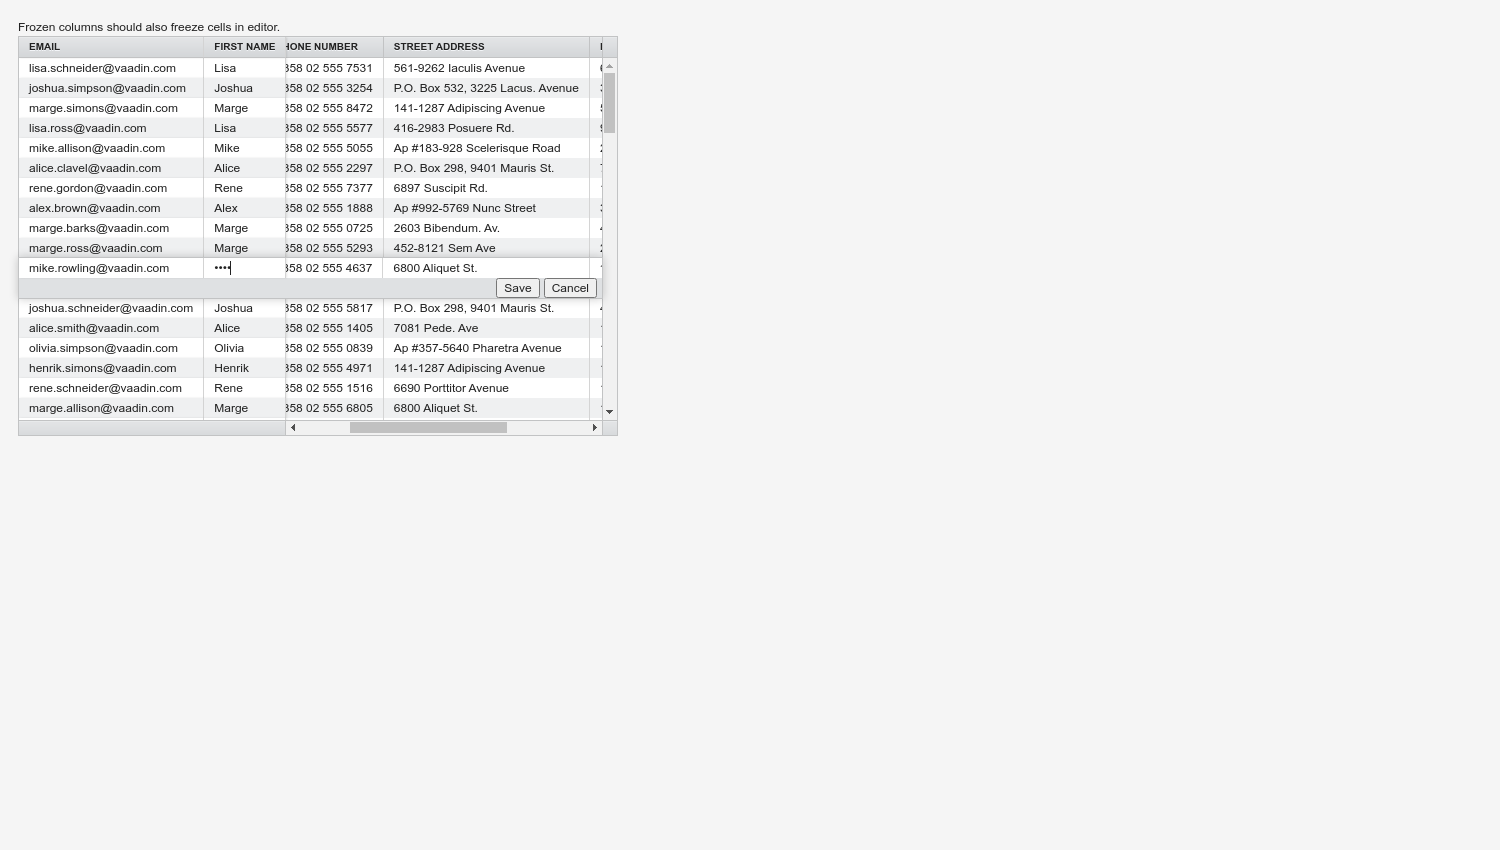 Frozen columns should also freeze cells in editor.
EMAIL FIRST NAME HONE NUMBER STREET ADDRESS
lisa.schneider@vaadin.com Lisa 358 02 555 7531 561-9262 Iaculis Avenue
joshua.simpson@vaadin.com Joshua 358 02 555 3254 P.O. Box 532, 3225 Lacus. Avenue
marge.simons@vaadin.com Marge 358 02 555 8472 141-1287 Adipiscing Avenue
lisa.ross@vaadin.com Lisa 358 02 555 5577 416-2983 Posuere Rd.
mike.allison@vaadin.com Mike 358 02 555 5055 Ap #183-928 Scelerisque Road
alice.clavel@vaadin.com Alice 358 02 555 2297 P.O. Box 298, 9401 Mauris St.
rene.gordon@vaadin.com Rene 358 02 555 7377 6897 Suscipit Rd.
alex.brown@vaadin.com Alex 358 02 555 1888 Ap #992-5769 Nunc Street
marge.barks@vaadin.com Marge 358 02 555 0725 2603 Bibendum. Av.
marge.ross@vaadin.com Marge 358 02 555 5293 452-8121 Sem Ave
mike.rowling@vaadin.com •••• 358 02 555 4637 6800 Aliquet St.
Save Cancel
joshua.schneider@vaadin.com Joshua 358 02 555 5817 P.O. Box 298, 9401 Mauris St.
alice.smith@vaadin.com Alice 358 02 555 1405 7081 Pede. Ave
olivia.simpson@vaadin.com Olivia 358 02 555 0839 Ap #357-5640 Pharetra Avenue
henrik.simons@vaadin.com Henrik 358 02 555 4971 141-1287 Adipiscing Avenue
rene.schneider@vaadin.com Rene 358 02 555 1516 6690 Porttitor Avenue
marge.allison@vaadin.com Marge 358 02 555 6805 6800 Aliquet St.